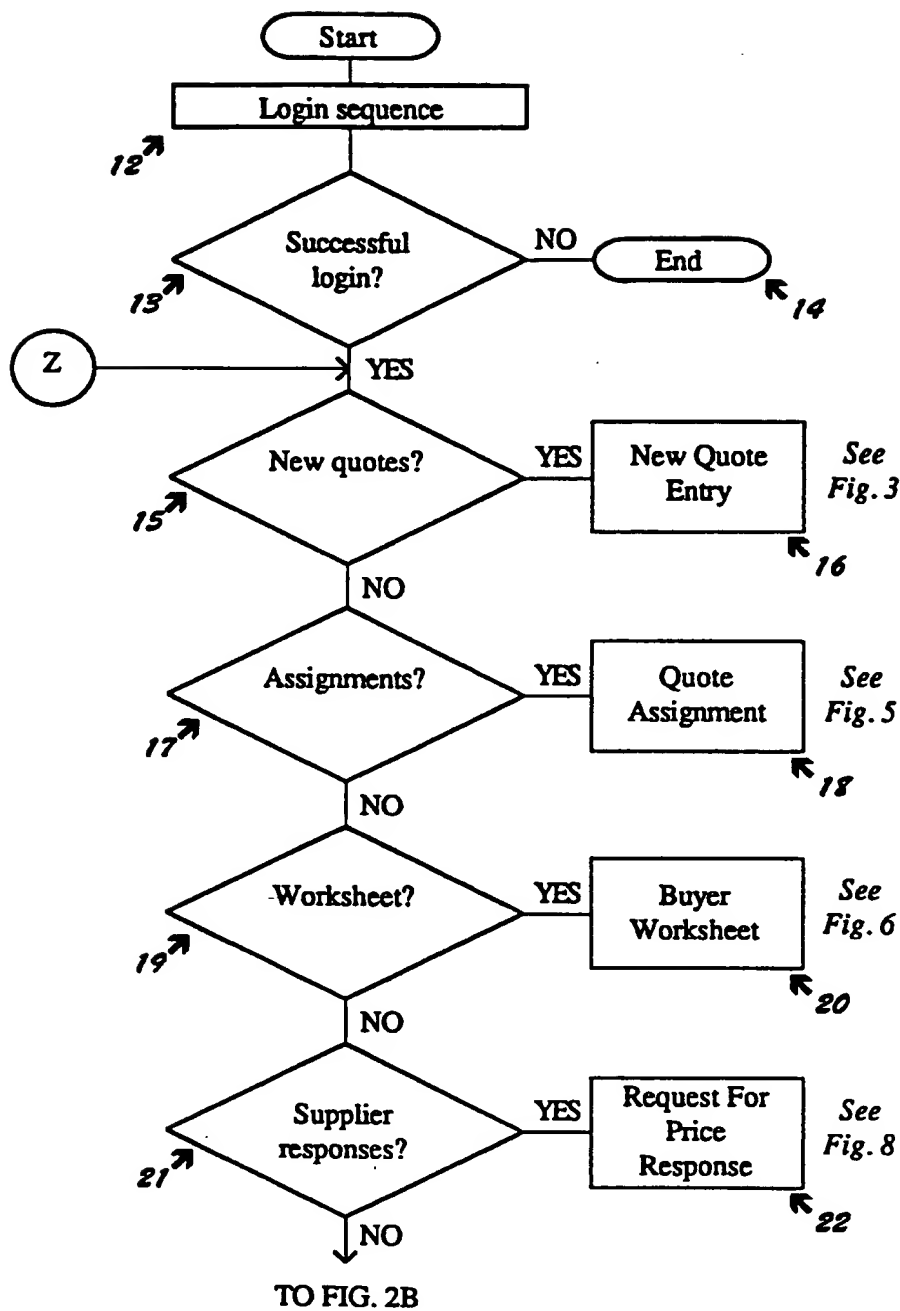 Start
Login sequence
12
Successful
login?
NO
End
13
14
Z
YES
New quotes?
YES
New Quote
Entry
See
Fig. 3
15
16
NO
Assignments?
YES
Quote
Assignment
See
Fig. 5
17
18
NO
Worksheet?
YES
Buyer
Worksheet
See
Fig. 6
19
20
NO
Supplier
responses?
YES
Request For
Price
Response
See
Fig. 8
21
22
NO
TO FIG. 2B